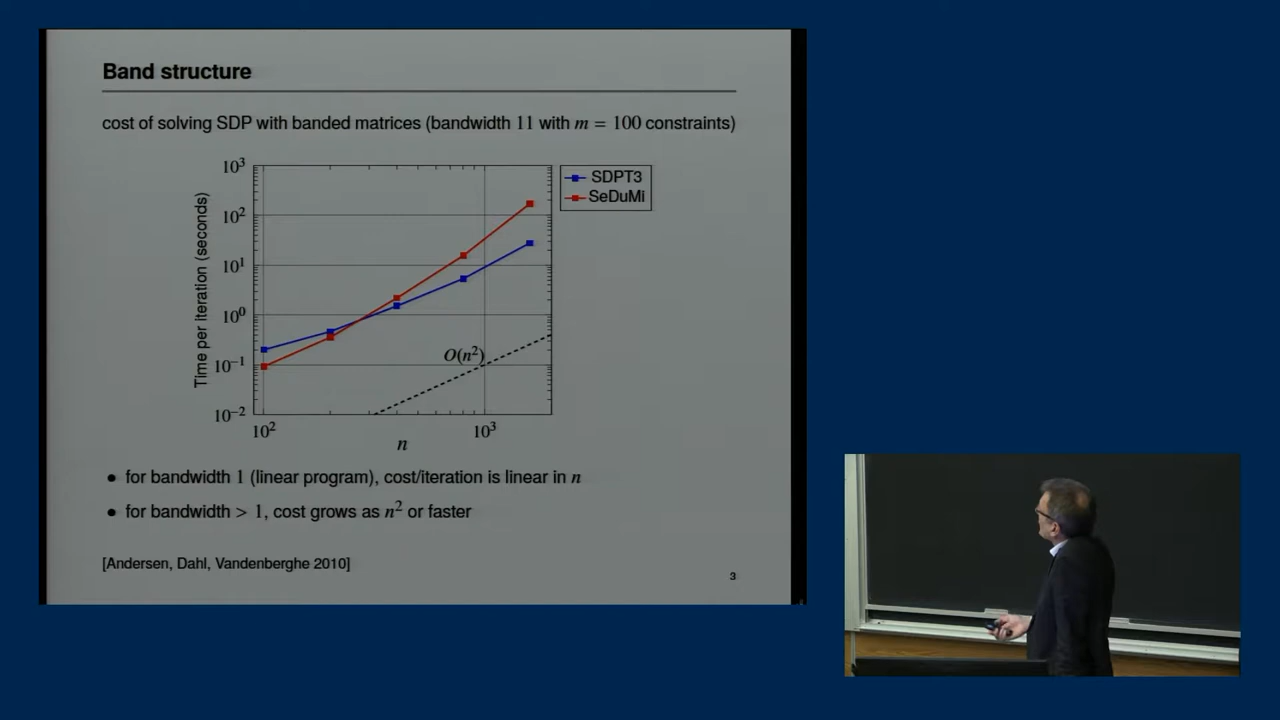 Band structure
cost of solving SDP with banded matrices (bandwidth 11 with m = 100 constraints)
10³
10²
10¹
10⁰
10⁻¹
10⁻²
Time per iteration (seconds)
SDPT3
SeDuMi
O(n²)
10²
10³
n
• for bandwidth 1 (linear program), cost/iteration is linear in n
• for bandwidth > 1, cost grows as n² or faster
[Andersen, Dahl, Vandenberghe 2010]
3